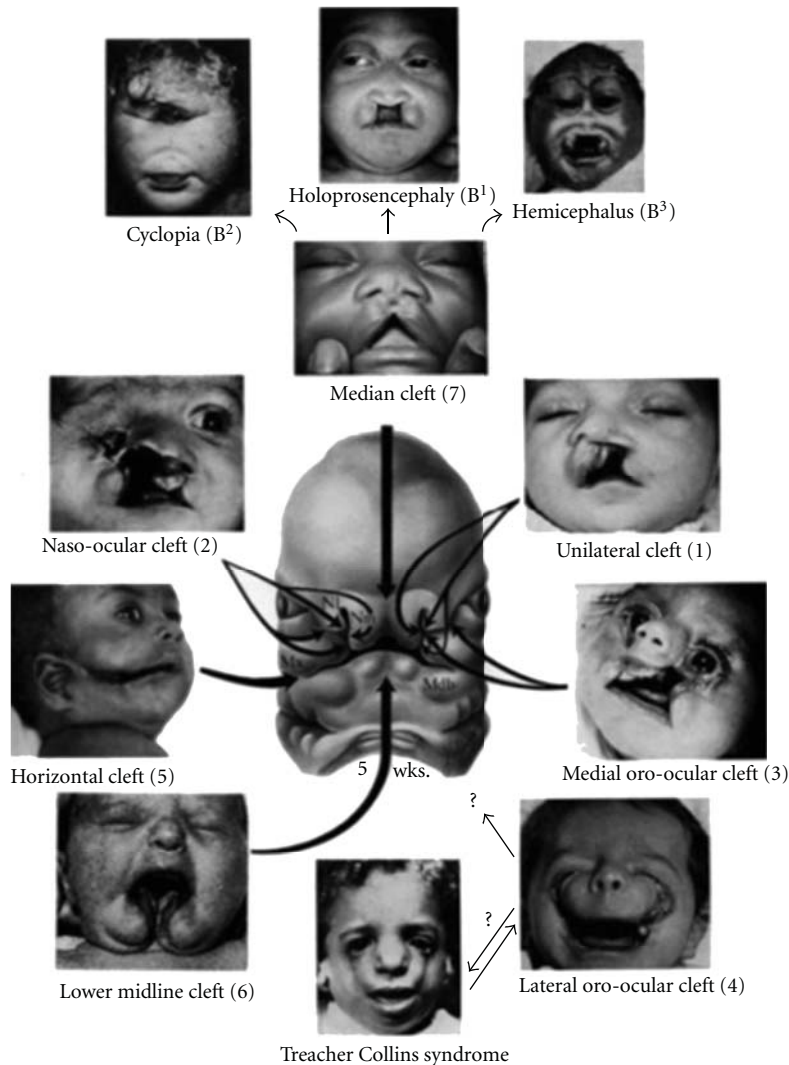 Holoprosencephaly (B¹)
Hemicephalus (B³)
Cyclopia (B²)
Median cleft (7)
Naso-ocular cleft (2)
Unilateral cleft (1)
Mdb
Horizontal cleft (5)
5 wks.
Medial oro-ocular cleft (3)
?
?
Lower midline cleft (6)
Lateral oro-ocular cleft (4)
Treacher Collins syndrome